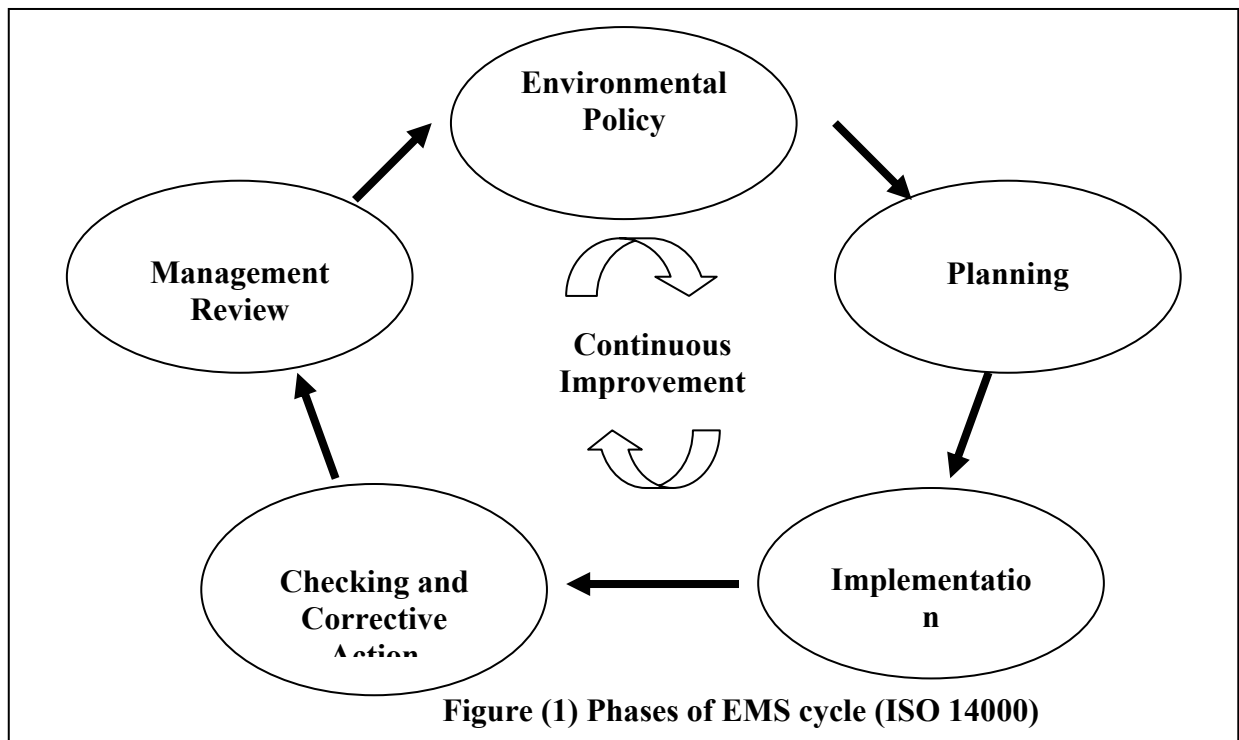 Environmental
Policy
Planning
Implementatio
n
Checking and
Corrective
Action
Management
Review
Continuous
Improvement
Figure (1) Phases of EMS cycle (ISO 14000)